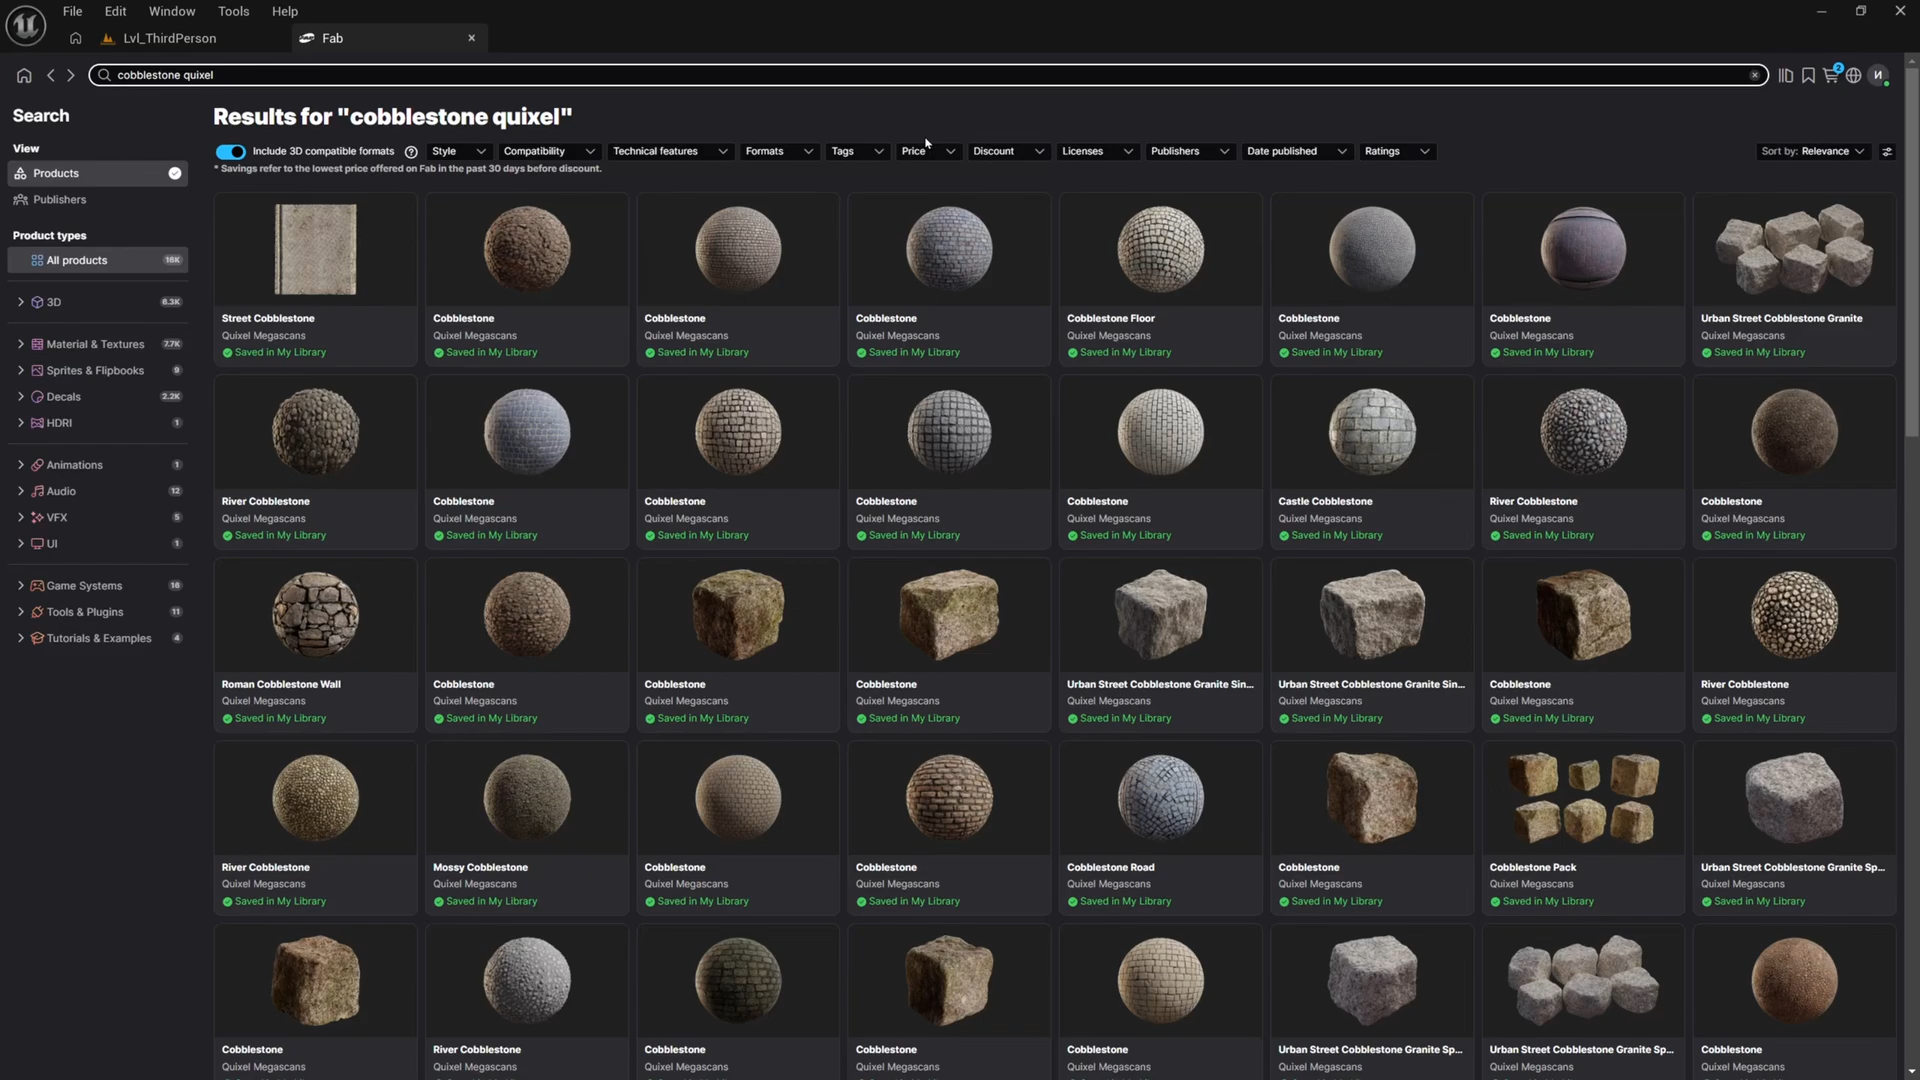 File Edit Window Tools Help
Lvl_ThirdPerson Fab
cobblestone quixel
2
Search
Results for "cobblestone quixel"
View
Include 3D compatible formats Style Compatibility Technical features Formats Tags Price Discount Licenses Publishers Date published Ratings Sort by: Relevance
* Savings refer to the lowest price offered on Fab in the past 30 days before discount.
Products
Publishers
Product types
All products 16K
3D 6.3K
Material & Textures 7.7K
Sprites & Flipbooks 9
Decals 2.2K
HDRI 1
Animations 1
Audio 12
VFX 5
UI 1
Game Systems 16
Tools & Plugins 11
Tutorials & Examples 4
Street Cobblestone Cobblestone Cobblestone Cobblestone Cobblestone Floor Cobblestone Cobblestone Urban Street Cobblestone Granite
Quixel Megascans Quixel Megascans Quixel Megascans Quixel Megascans Quixel Megascans Quixel Megascans Quixel Megascans Quixel Megascans
Saved in My Library Saved in My Library Saved in My Library Saved in My Library Saved in My Library Saved in My Library Saved in My Library Saved in My Library
River Cobblestone Cobblestone Cobblestone Cobblestone Cobblestone Castle Cobblestone River Cobblestone Cobblestone
Quixel Megascans Quixel Megascans Quixel Megascans Quixel Megascans Quixel Megascans Quixel Megascans Quixel Megascans Quixel Megascans
Saved in My Library Saved in My Library Saved in My Library Saved in My Library Saved in My Library Saved in My Library Saved in My Library Saved in My Library
Roman Cobblestone Wall Cobblestone Cobblestone Cobblestone Urban Street Cobblestone Granite Sin... Urban Street Cobblestone Granite Sin... Cobblestone River Cobblestone
Quixel Megascans Quixel Megascans Quixel Megascans Quixel Megascans Quixel Megascans Quixel Megascans Quixel Megascans Quixel Megascans
Saved in My Library Saved in My Library Saved in My Library Saved in My Library Saved in My Library Saved in My Library Saved in My Library Saved in My Library
River Cobblestone Mossy Cobblestone Cobblestone Cobblestone Cobblestone Road Cobblestone Cobblestone Pack Urban Street Cobblestone Granite Sp...
Quixel Megascans Quixel Megascans Quixel Megascans Quixel Megascans Quixel Megascans Quixel Megascans Quixel Megascans Quixel Megascans
Saved in My Library Saved in My Library Saved in My Library Saved in My Library Saved in My Library Saved in My Library Saved in My Library Saved in My Library
Cobblestone River Cobblestone Cobblestone Cobblestone Cobblestone Urban Street Cobblestone Granite Sp... Urban Street Cobblestone Granite Sp... Cobblestone
Quixel Megascans Quixel Megascans Quixel Megascans Quixel Megascans Quixel Megascans Quixel Megascans Quixel Megascans Quixel Megascans